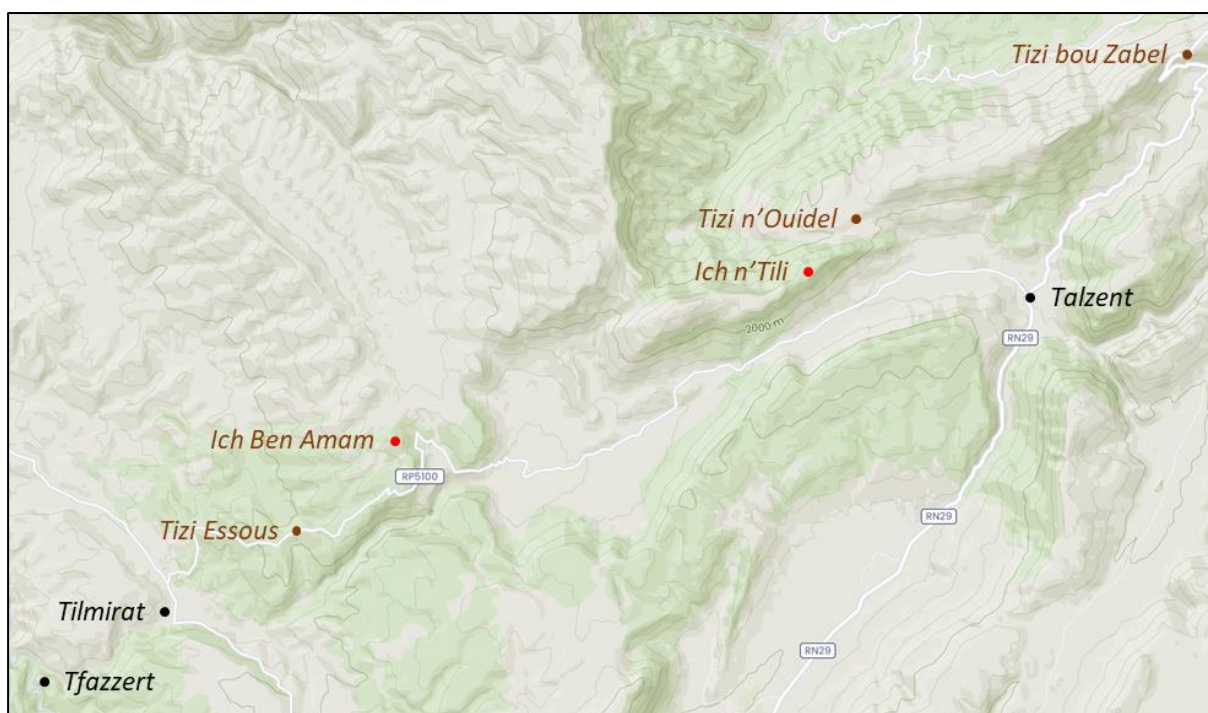 Tizi bou Zabel
Tizi n’Ouidel
Ich n’Tili
Talzent
2000 m
RN29
Ich Ben Amam
RP5100
RN29
Tizi Essous
Tilmirat
RN29
Tfazzert